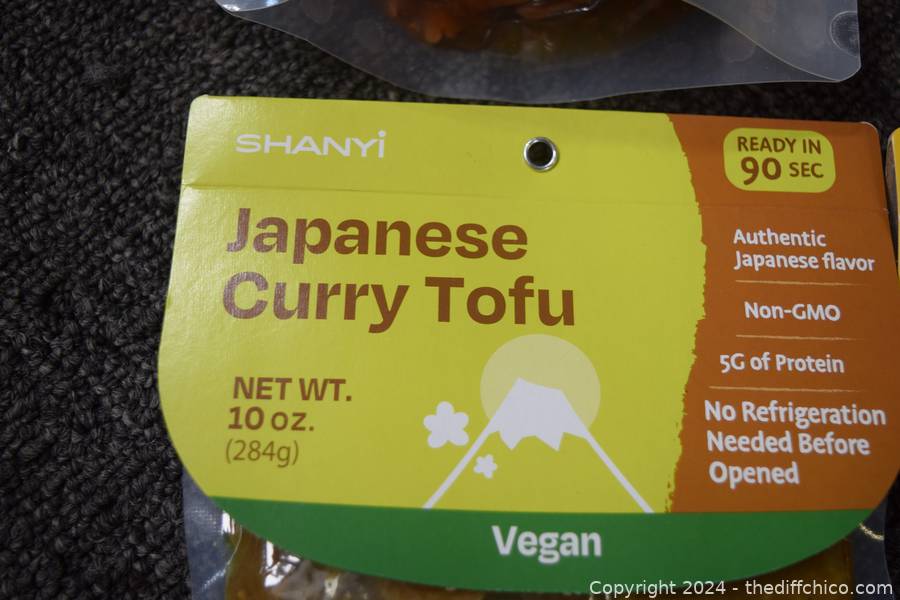 SHANYi
Japanese
Curry Tofu
NET WT.
10 oz.
(284g)
READY IN
90 SEC
Authentic
Japanese flavor
Non-GMO
5G of Protein
No Refrigeration
Needed Before
Opened
Vegan
Copyright 2024 - thediffchico.com